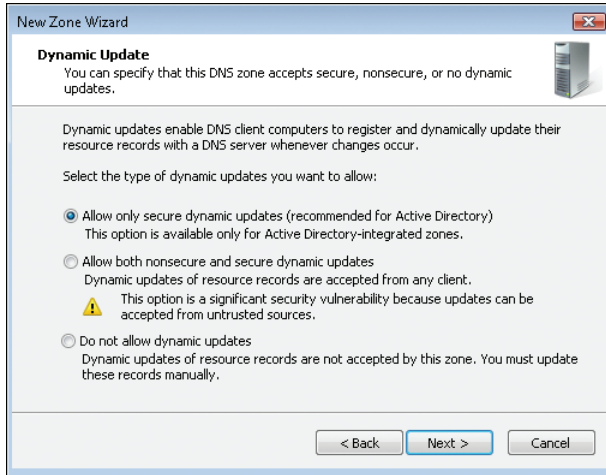 New Zone Wizard
Dynamic Update
You can specify that this DNS zone accepts secure, nonsecure, or no dynamic
updates.
Dynamic updates enable DNS client computers to register and dynamically update their
resource records with a DNS server whenever changes occur.
Select the type of dynamic updates you want to allow:
Allow only secure dynamic updates (recommended for Active Directory)
This option is available only for Active Directory-integrated zones.
Allow both nonsecure and secure dynamic updates
Dynamic updates of resource records are accepted from any client.
This option is a significant security vulnerability because updates can be
accepted from untrusted sources.
Do not allow dynamic updates
Dynamic updates of resource records are not accepted by this zone. You must update
these records manually.
< Back Next > Cancel